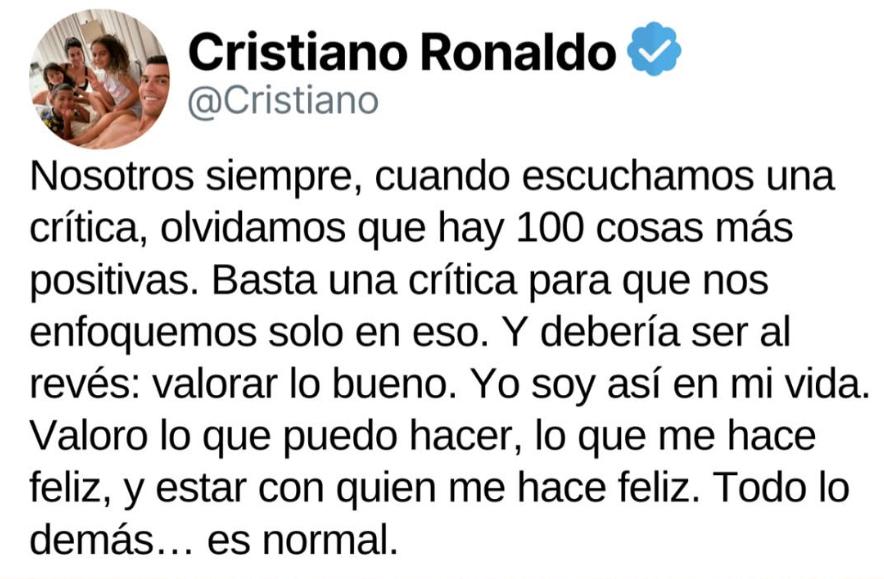 Cristiano Ronaldo
@Cristiano
Nosotros siempre, cuando escuchamos una
crítica, olvidamos que hay 100 cosas más
positivas. Basta una crítica para que nos
enfoquemos solo en eso. Y debería ser al
revés: valorar lo bueno. Yo soy así en mi vida.
Valoro lo que puedo hacer, lo que me hace
feliz, y estar con quien me hace feliz. Todo lo
demás… es normal.